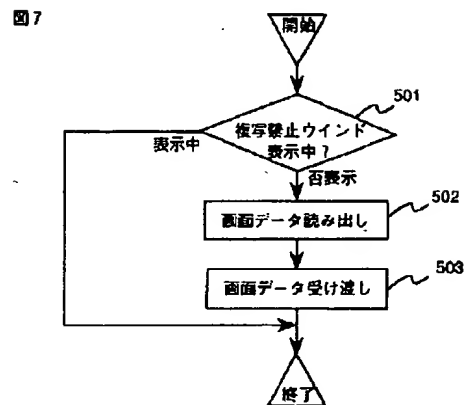 図7
開始
501
複写禁止ウインド
表示中?
表示中
否表示
502
画面データ読み出し
503
画面データ受け渡し
終了